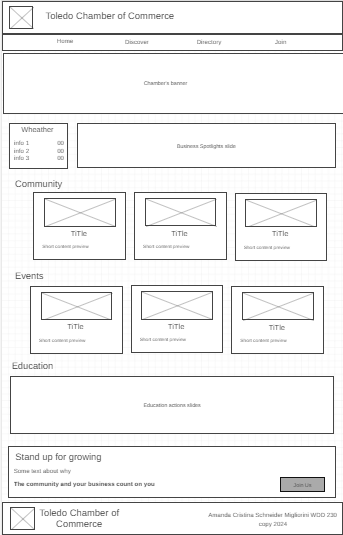 Toledo Chamber of Commerce
Home Discover Directory Join
Chamber's banner
Wheather
info 1 00
info 2 00
info 3 00
Business Spotlights slide
Community
TiTle TiTle TiTle
Short content preview Short content preview Short content preview
Events
TiTle TiTle TiTle
Short content preview Short content preview Short content preview
Education
Education actions slides
Stand up for growing
Some text about why
The community and your business count on you
Join Us
Toledo Chamber of
Commerce
Amanda Cristina Schneider Migliorini WDD 230
copy 2024